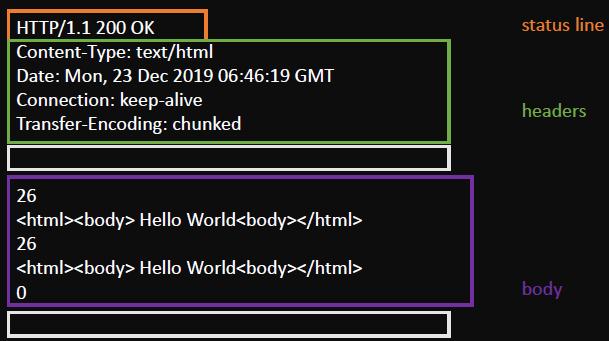 HTTP/1.1 200 OK
status line
Content-Type: text/html
Date: Mon, 23 Dec 2019 06:46:19 GMT
Connection: keep-alive
Transfer-Encoding: chunked
headers
26
<html><body> Hello World<body></html>
26
<html><body> Hello World<body></html>
0
body